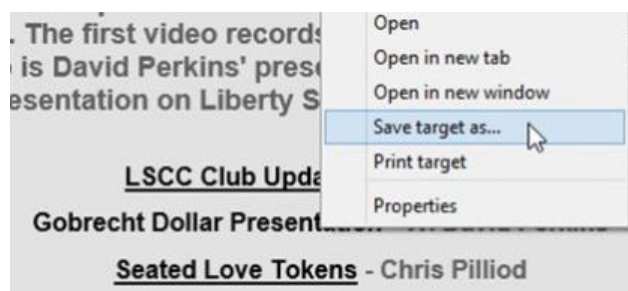 . The first video records
is David Perkins' pres
esentation on Liberty S
LSCC Club Upda
Gobrecht Dollar Present
Seated Love Tokens - Chris Pilliod
Open
Open in new tab
Open in new window
Save target as...
Print target
Properties